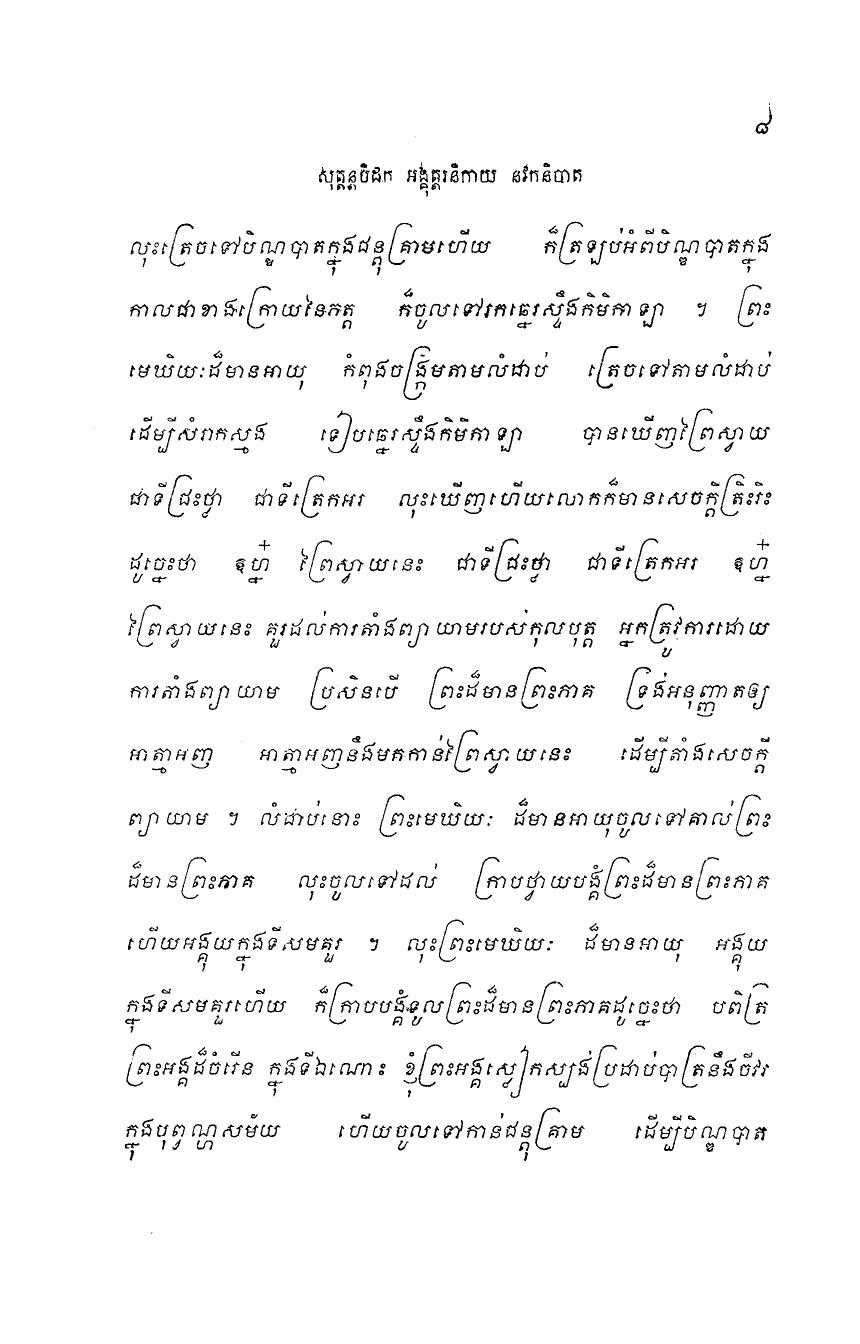 ៨
សុត្តន្តបិដក អង្គុត្តរនិកាយ នវកនិបាត
លុះត្រេចទៅបិណ្ឌបាតក្នុងជន្តុគ្រាមហើយ ក៏ត្រឡប់អំពីបិណ្ឌបាតក្នុង
កាលជាខាងក្រោយនៃភត្ត ក៏ចូលទៅរកឆ្នេរស្ទឹងកិមិកាឡា ។ ព្រះ
មេឃិយៈដ៏មានអាយុ កំពុងចង្ក្រមតាមលំដាប់ ត្រេចទៅតាមលំដាប់
ដើម្បីសំរាកស្មង ទៀបឆ្នេរស្ទឹងកិមិកាឡា បានឃើញព្រៃស្វាយ
ជាទីជ្រះថ្លា ជាទីត្រេកអរ លុះឃើញហើយលោកក៏មានសេចក្តីត្រិះរិះ
ដូច្នេះថា ឧហ្ន៎ ព្រៃស្វាយនេះ ជាទីជ្រះថ្លា ជាទីត្រេកអរ ឧហ្ន៎
ព្រៃស្វាយនេះ គួរដល់ការតាំងព្យាយាមរបស់កុលបុត្ត អ្នកត្រូវការដោយ
ការតាំងព្យាយាម ប្រសិនបើ ព្រះដ៏មានព្រះភាគ ទ្រង់អនុញ្ញាតឲ្យ
អាត្មាអញ អាត្មាអញនឹងមកកាន់ព្រៃស្វាយនេះ ដើម្បីតាំងសេចក្តី
ព្យាយាម ។ លំដាប់នោះ ព្រះមេឃិយៈ ដ៏មានអាយុចូលទៅគាល់ព្រះ
ដ៏មានព្រះភាគ លុះចូលទៅដល់ ក្រាបថ្វាយបង្គំព្រះដ៏មានព្រះភាគ
ហើយអង្គុយក្នុងទីសមគួរ ។ លុះព្រះមេឃិយៈ ដ៏មានអាយុ អង្គុយ
ក្នុងទីសមគួរហើយ ក៏ក្រាបបង្គំទូលព្រះដ៏មានព្រះភាគដូច្នេះថា បពិត្រ
ព្រះអង្គដ៏ចំរើន ក្នុងទីឯណោះ ខ្ញុំព្រះអង្គស្លៀកស្បង់ប្រដាប់បាត្រនឹងចីវរ
ក្នុងបុព្វណ្ហសម័យ ហើយចូលទៅកាន់ជន្តុគ្រាម ដើម្បីបិណ្ឌបាត